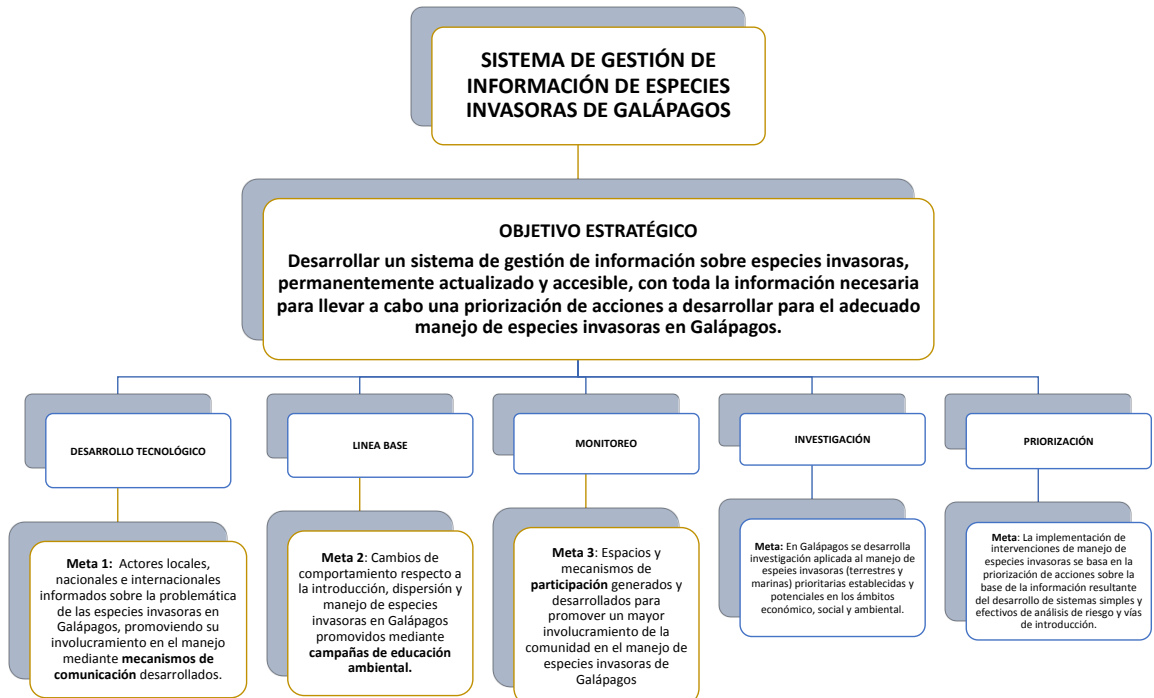 SISTEMA DE GESTIÓN DE
INFORMACIÓN DE ESPECIES
INVASORAS DE GALÁPAGOS
OBJETIVO ESTRATÉGICO
Desarrollar un sistema de gestión de información sobre especies invasoras,
permanentemente actualizado y accesible, con toda la información necesaria
para llevar a cabo una priorización de acciones a desarrollar para el adecuado
manejo de especies invasoras en Galápagos.
DESARROLLO TECNOLÓGICO
LINEA BASE
MONITOREO
INVESTIGACIÓN
PRIORIZACIÓN
Meta 1: Actores locales,
nacionales e internacionales
informados sobre la problemática
de las especies invasoras en
Galápagos, promoviendo su
involucramiento en el manejo
mediante mecanismos de
comunicación desarrollados.
Meta 2: Cambios de
comportamiento respecto a
la introducción, dispersión y
manejo de especies
invasoras en Galápagos
promovidos mediante
campañas de educación
ambiental.
Meta 3: Espacios y
mecanismos de
participación generados y
desarrollados para
promover un mayor
involucramiento de la
comunidad en el manejo de
especies invasoras de
Galápagos
Meta: En Galápagos se desarrolla
investigación aplicada al manejo de
espeies invasoras (terrestres y
marinas) prioritarias establecidas y
potenciales en los ámbitos
económico, social y ambiental.
Meta: La implementación de
intervenciones de manejo de
especies invasoras se basa en la
priorización de acciones sobre la
base de la información resultante
del desarrollo de sistemas simples y
efectivos de análisis de riesgo y vías
de introducción.